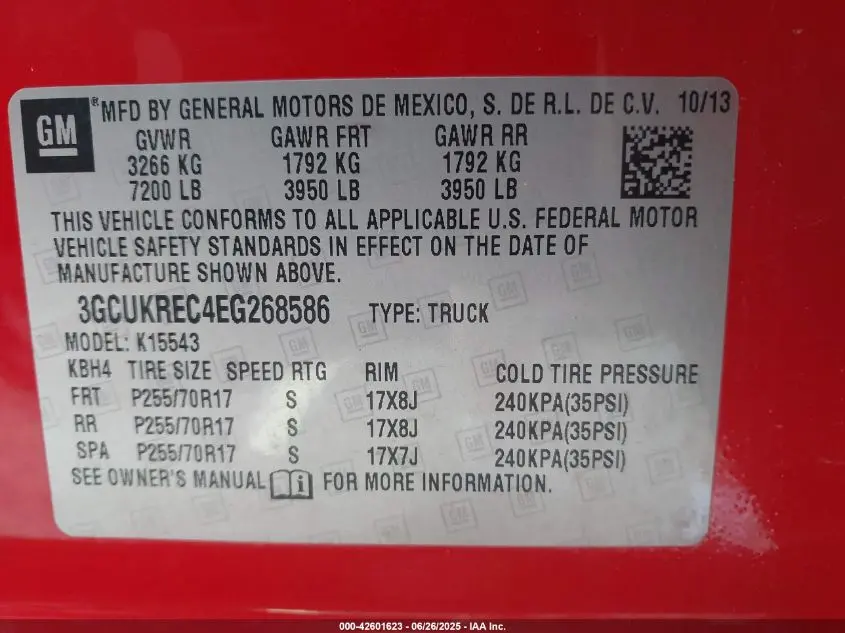 GM ® MFD BY GENERAL MOTORS DE MEXICO, S. DE R.L. DE C.V. 10/13
GVWR GAWR FRT GAWR RR
3266 KG 1792 KG 1792 KG
7200 LB 3950 LB 3950 LB
THIS VEHICLE CONFORMS TO ALL APPLICABLE U.S. FEDERAL MOTOR
VEHICLE SAFETY STANDARDS IN EFFECT ON THE DATE OF
MANUFACTURE SHOWN ABOVE.
3GCUKREC4EG268586 TYPE: TRUCK
MODEL: K15543
KBH4 TIRE SIZE SPEED RTG RIM COLD TIRE PRESSURE
FRT P255/70R17 S 17X8J 240KPA(35PSI)
RR P255/70R17 S 17X8J 240KPA(35PSI)
SPA P255/70R17 S 17X7J 240KPA(35PSI)
SEE OWNER'S MANUAL i FOR MORE INFORMATION.
000-42601623 - 06/26/2025 - IAA Inc.